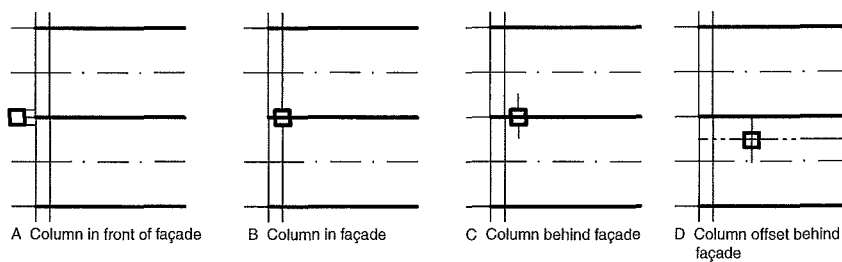 A Column in front of façade
B Column in façade
C Column behind façade
D Column offset behind
façade